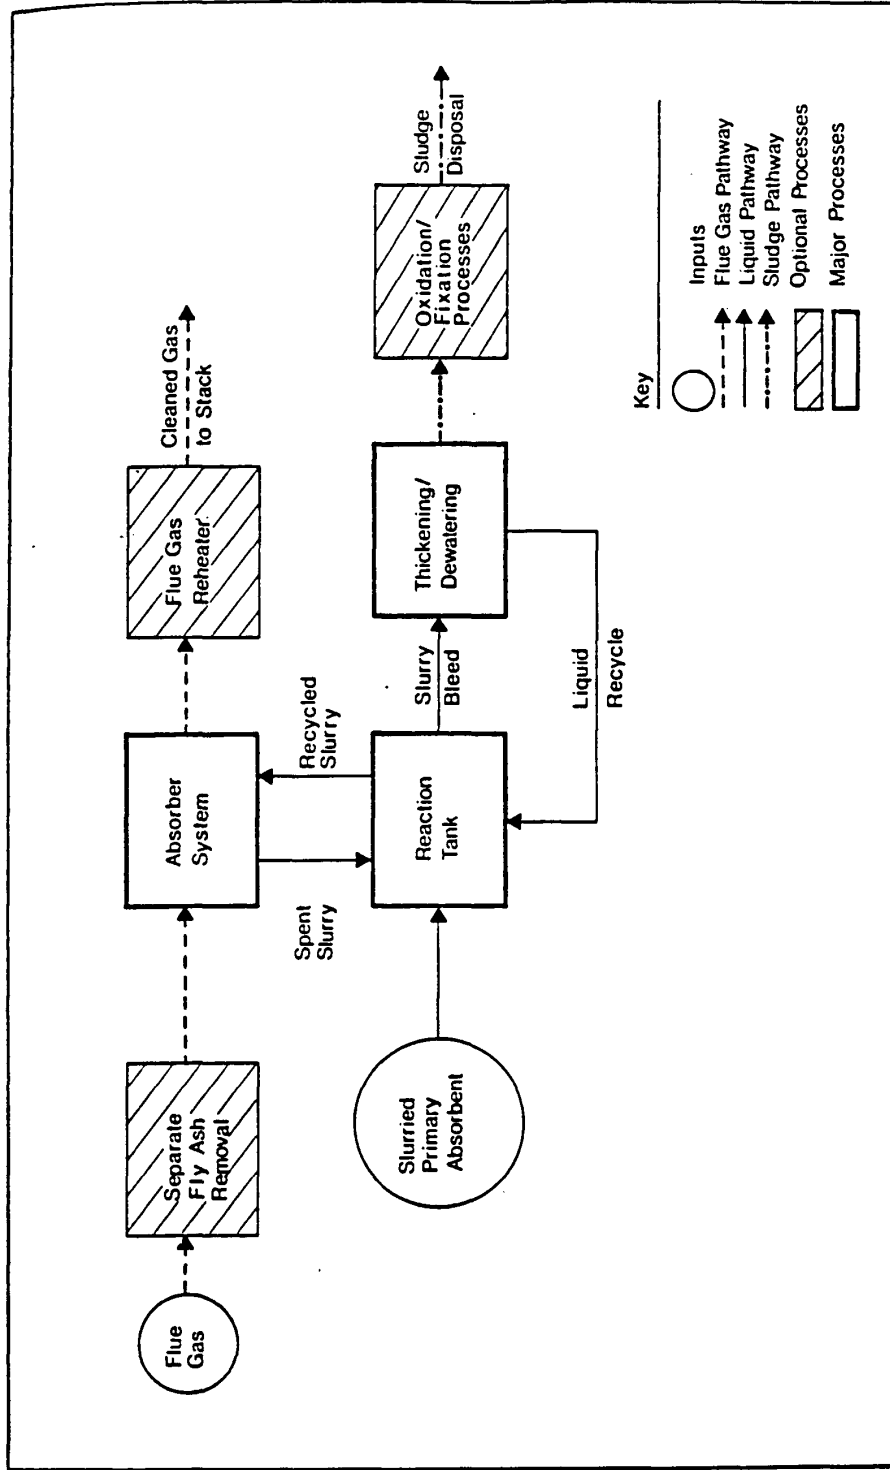 Flue
Gas
Separate
Fly Ash
Removal
Absorber
System
Flue Gas
Reheater
Cleaned Gas
to Stack
Spent
Slurry
Recycled
Slurry
Slurried
Primary
Absorbent
Reaction
Tank
Slurry
Bleed
Thickening/
Dewatering
Oxidation/
Fixation
Processes
Sludge
Disposal
Liquid
Recycle
Key
Inputs
Flue Gas Pathway
Liquid Pathway
Sludge Pathway
Optional Processes
Major Processes